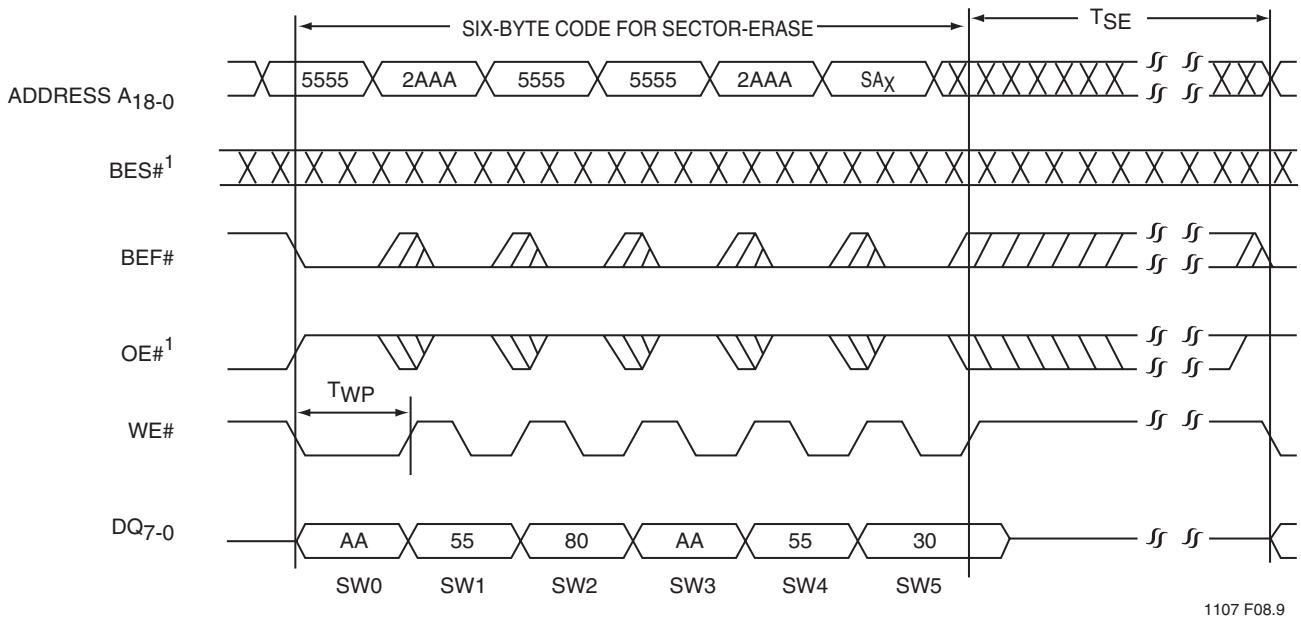 SIX-BYTE CODE FOR SECTOR-ERASE TSE
ADDRESS A18-0 5555 2AAA 5555 5555 2AAA SAX
BES#1
BEF#
OE#1
TWP
WE#
DQ7-0 AA 55 80 AA 55 30
SW0 SW1 SW2 SW3 SW4 SW5
1107 F08.9